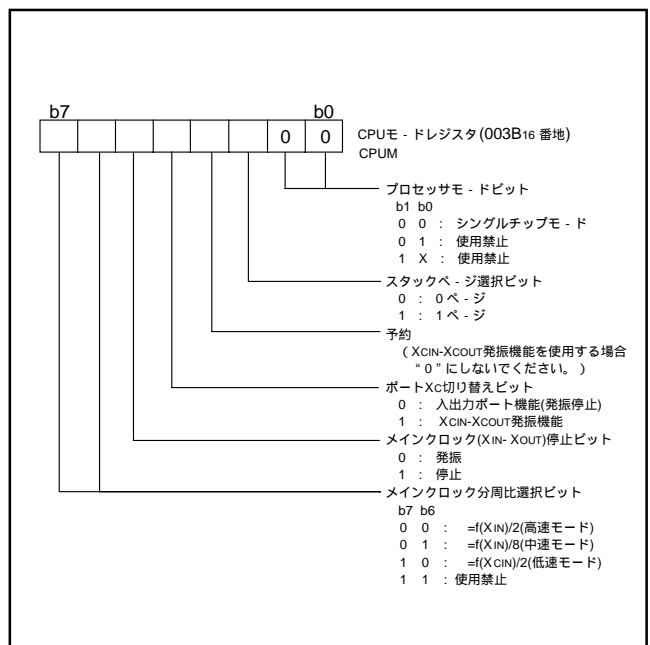 b7 b0
0 0 CPUモ - ドレジスタ(003B16 番地)
CPUM
プロセッサモ - ドビット
b1 b0
0 0 : シングルチップモ - ド
0 1 : 使用禁止
1 X : 使用禁止
スタックペ - ジ選択ビット
0 : 0ペ - ジ
1 : 1ペ - ジ
予約
(XCIN-XCOUT発振機能を使用する場合
“0”にしないでください。)
ポートXC切り替えビット
0 : 入出力ポート機能(発振停止)
1 : XCIN-XCOUT発振機能
メインクロック(XIN- XOUT)停止ビット
0 : 発振
1 : 停止
メインクロック分周比選択ビット
b7 b6
0 0 : =f(XIN)/2(高速モード)
0 1 : =f(XIN)/8(中速モード)
1 0 : =f(XCIN)/2(低速モード)
1 1 : 使用禁止